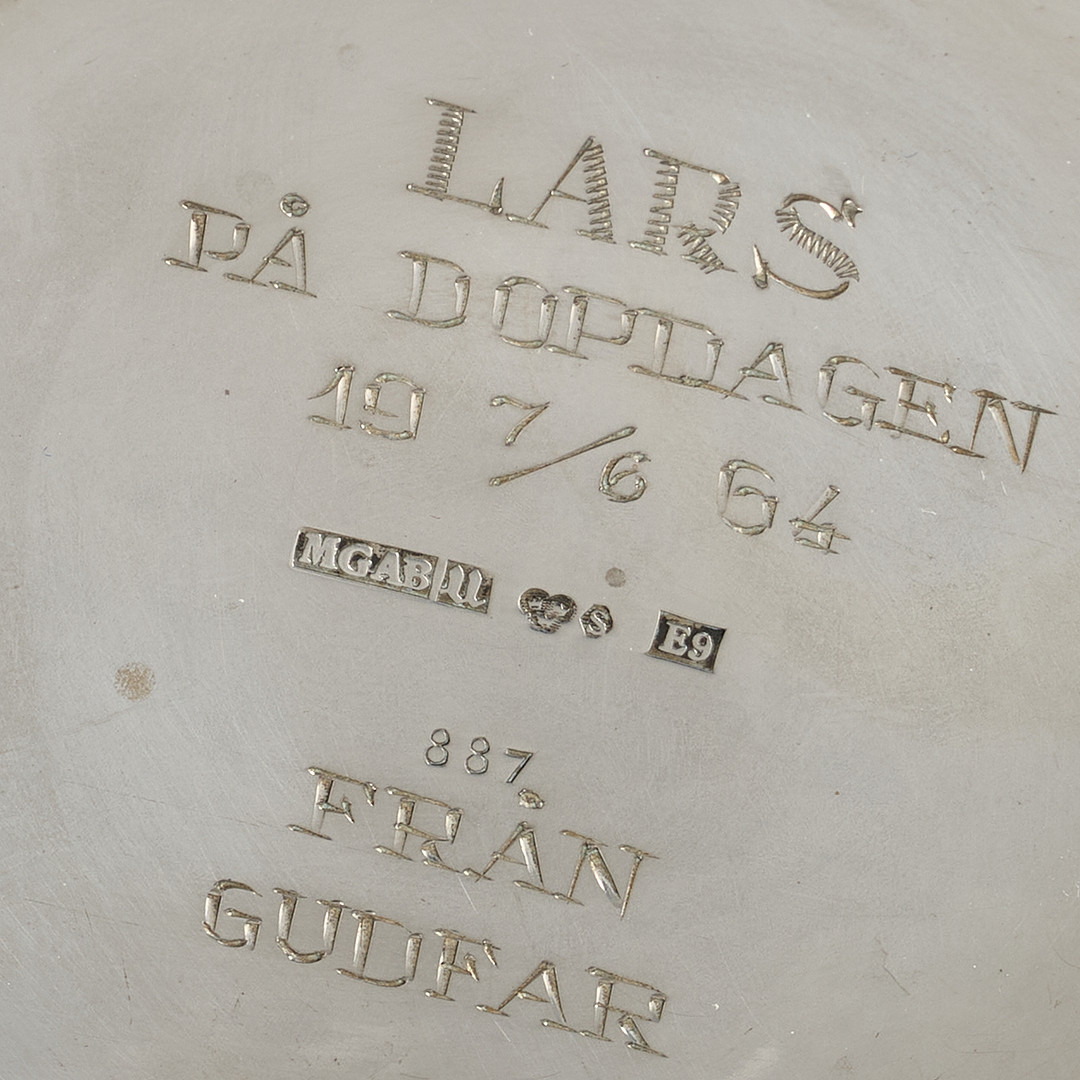 LARS
PÅ DOPDAGEN
19 7/6 64
MGAB U S E9
887
FRÅN
GUDFAR